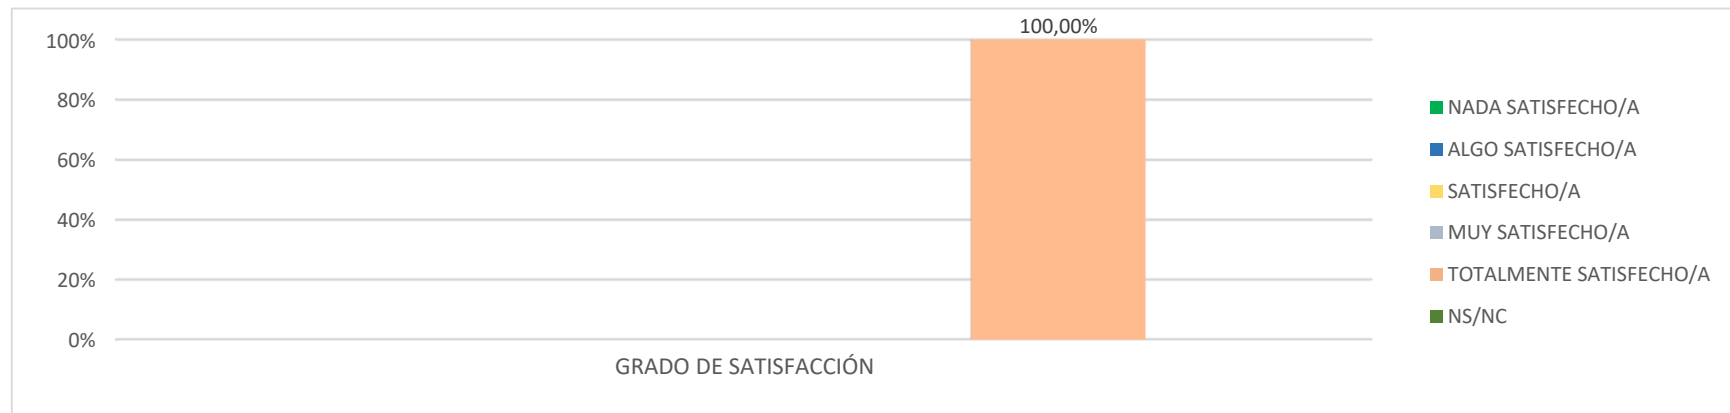 100,00%
100%
80%
60%
40%
20%
0%
GRADO DE SATISFACCIÓN
NADA SATISFECHO/A
ALGO SATISFECHO/A
SATISFECHO/A
MUY SATISFECHO/A
TOTALMENTE SATISFECHO/A
NS/NC